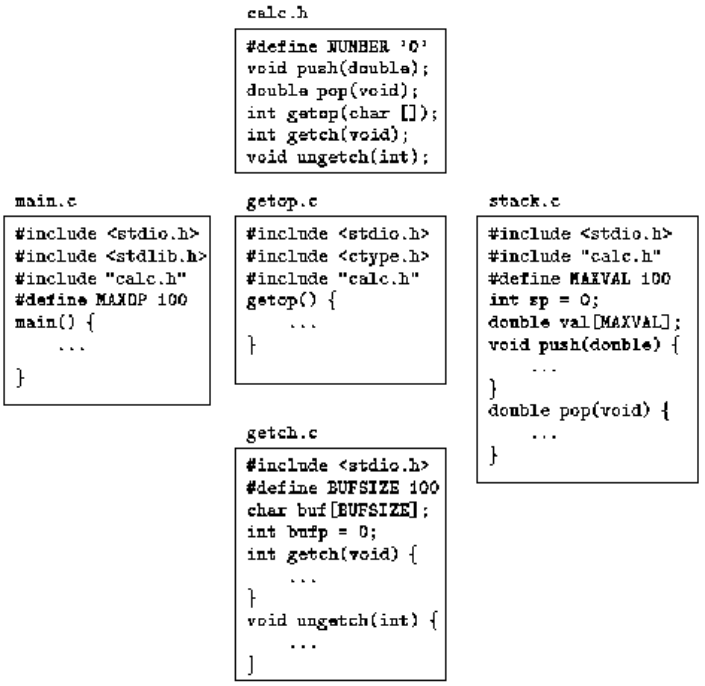 calc.h
#define NUMBER '0'
void push(double);
double pop(void);
int getop(char []);
int getch(void);
void ungetch(int);
main.c
#include <stdio.h>
#include <stdlib.h>
#include "calc.h"
#define MAXOP 100
main() {
...
}
getop.c
#include <stdio.h>
#include <ctype.h>
#include "calc.h"
getop() {
...
}
getch.c
#include <stdio.h>
#define BUFSIZE 100
char buf[BUFSIZE];
int bufp = 0;
int getch(void) {
...
}
void ungetch(int) {
...
]
stack.c
#include <stdio.h>
#include "calc.h"
#define MAXVAL 100
int sp = 0;
double val[MAXVAL];
void push(double) {
...
}
double pop(void) {
...
}